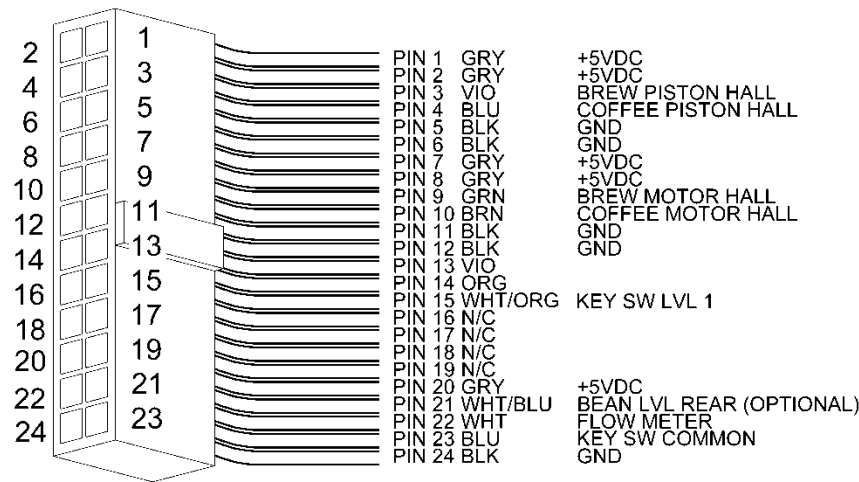 1
2
3
4
5
6
7
8
9
10
11
12
13
14
15
16
17
18
19
20
21
22
23
24
PIN 1 GRY +5VDC
PIN 2 GRY +5VDC
PIN 3 VIO BREW PISTON HALL
PIN 4 BLU COFFEE PISTON HALL
PIN 5 BLK GND
PIN 6 BLK GND
PIN 7 GRY +5VDC
PIN 8 GRY +5VDC
PIN 9 GRN BREW MOTOR HALL
PIN 10 BRN COFFEE MOTOR HALL
PIN 11 BLK GND
PIN 12 BLK GND
PIN 13 VIO
PIN 14 ORG
PIN 15 WHT/ORG KEY SW LVL 1
PIN 16 N/C
PIN 17 N/C
PIN 18 N/C
PIN 19 N/C
PIN 20 GRY +5VDC
PIN 21 WHT/BLU BEAN LVL REAR (OPTIONAL)
PIN 22 WHT FLOW METER
PIN 23 BLU KEY SW COMMON
PIN 24 BLK GND